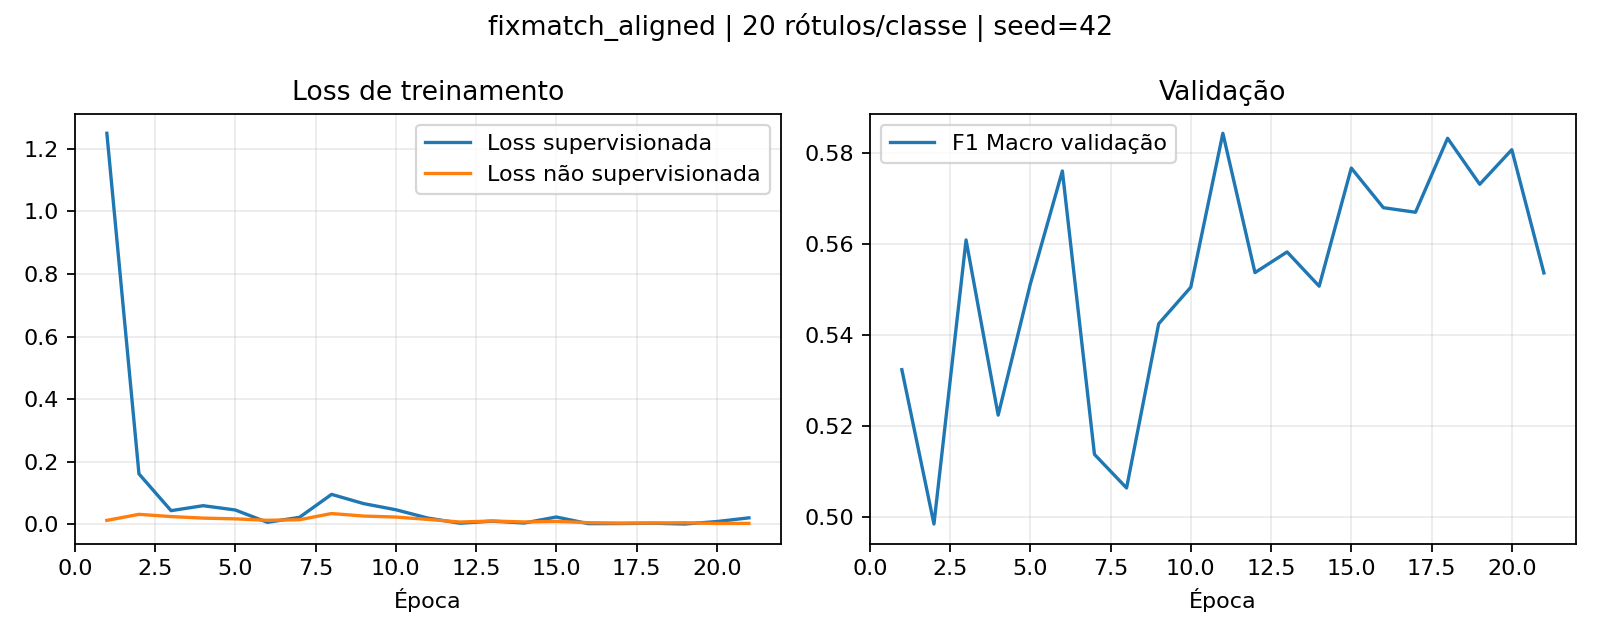 fixmatch_aligned | 20 rótulos/classe | seed=42
Loss de treinamento
Loss supervisionada
Loss não supervisionada
1.2
1.0
0.8
0.6
0.4
0.2
0.0
0.0 2.5 5.0 7.5 10.0 12.5 15.0 17.5 20.0
Época
Validação
F1 Macro validação
0.58
0.56
0.54
0.52
0.50
0.0 2.5 5.0 7.5 10.0 12.5 15.0 17.5 20.0
Época